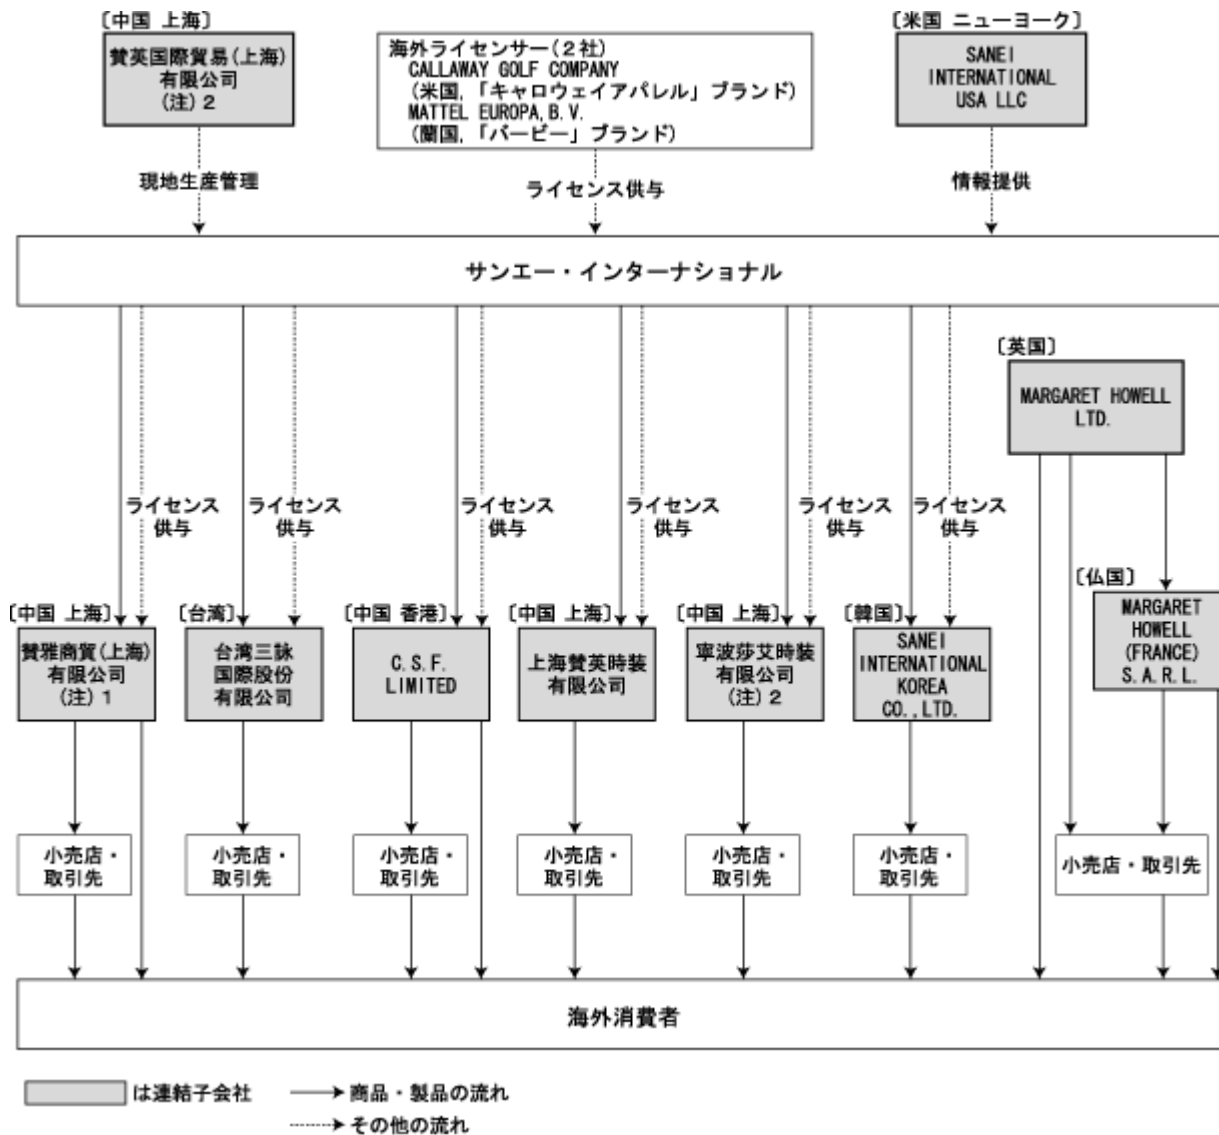 〔中国 上海〕
賛英国際貿易(上海)
有限公司
(注)2
海外ライセンサー(2社)
CALLAWAY GOLF COMPANY
(米国,「キャロウェイアパレル」ブランド)
MATTEL EUROPA,B.V.
(蘭国,「バービー」ブランド)
〔米国 ニューヨーク〕
SANEI
INTERNATIONAL
USA LLC
現地生産管理
ライセンス供与
情報提供
サンエー・インターナショナル
〔英国〕
MARGARET HOWELL
LTD.
ライセンス
供与
ライセンス
供与
ライセンス
供与
ライセンス
供与
ライセンス
供与
ライセンス
供与
〔中国 上海〕
賛雅商貿(上海)
有限公司
(注)1
〔台湾〕
台湾三詠
国際股份
有限公司
〔中国 香港〕
C.S.F.
LIMITED
〔中国 上海〕
上海賛英時装
有限公司
〔中国 上海〕
寧波莎艾時装
有限公司
(注)2
〔韓国〕
SANEI
INTERNATIONAL
KOREA
CO.,LTD.
〔仏国〕
MARGARET
HOWELL
(FRANCE)
S.A.R.L.
小売店・
取引先
小売店・
取引先
小売店・
取引先
小売店・
取引先
小売店・
取引先
小売店・
取引先
小売店・取引先
海外消費者
は連結子会社
商品・製品の流れ
その他の流れ